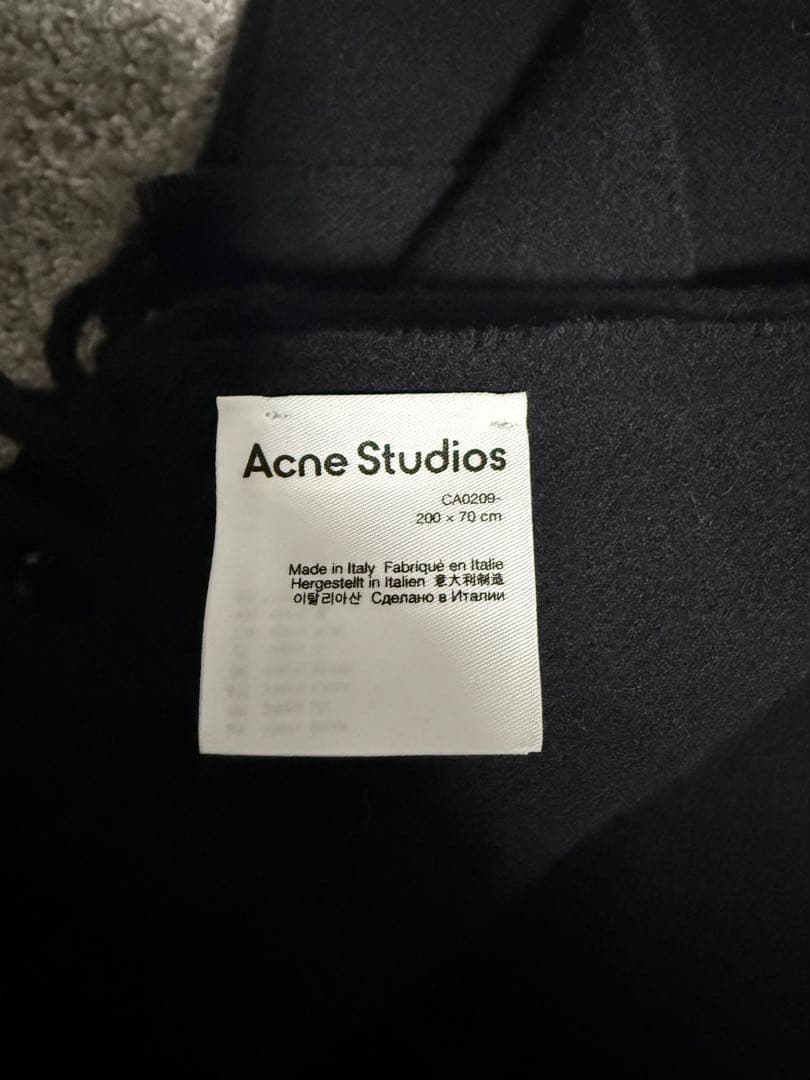 Acne Studios
CA0209-
200 × 70 cm
Made in Italy Fabriqué en Italie
Hergestellt in Italien 意大利制造
이탈리아산 Сделано в Италии